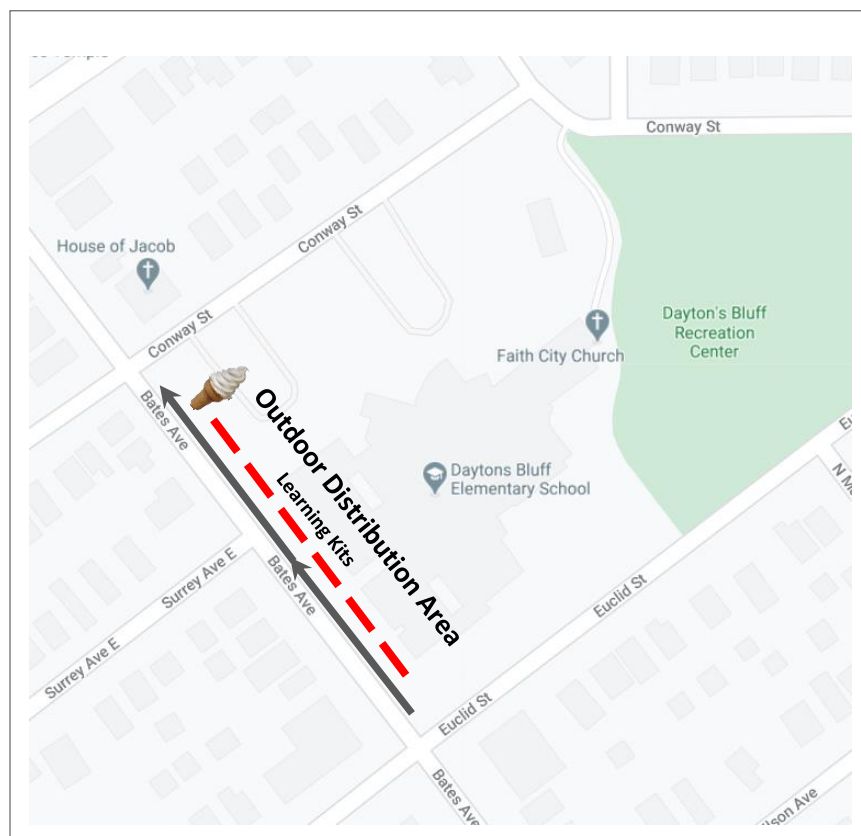 Temple
Conway St
Conway St
House of Jacob
Conway St
Dayton's Bluff
Recreation
Center
Faith City Church
Bates Ave
Outdoor Distribution Area
Learning Kits
Daytons Bluff
Elementary School
N
Surrey Ave E
Bates Ave
Euclid St
Surrey Ave E
Euclid St
Bates Ave
Ave